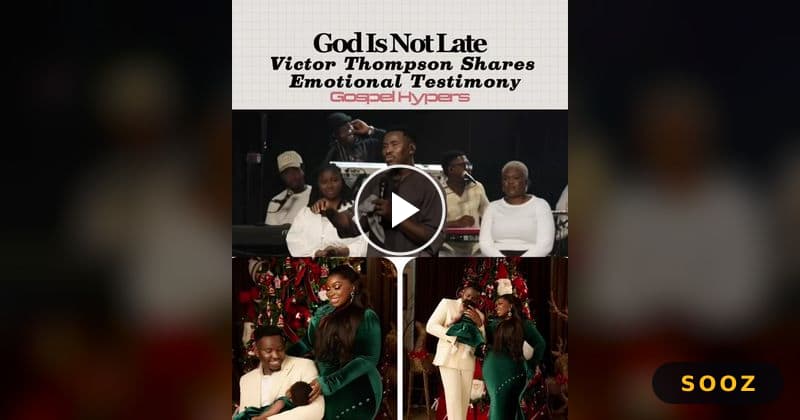 God Is Not Late
Victor Thompson Shares
Emotional Testimony
Gospel Hypers
SOOZ